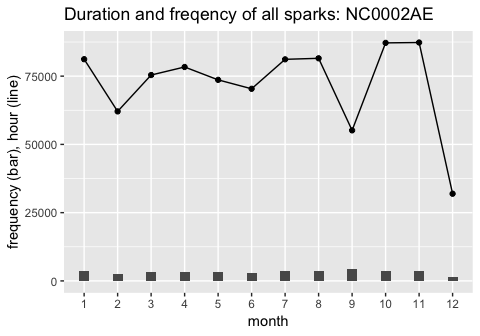 Duration and freqency of all sparks: NC0002AE
frequency (bar), hour (line)
75000
50000
25000
0
1 2 3 4 5 6 7 8 9 10 11 12
month